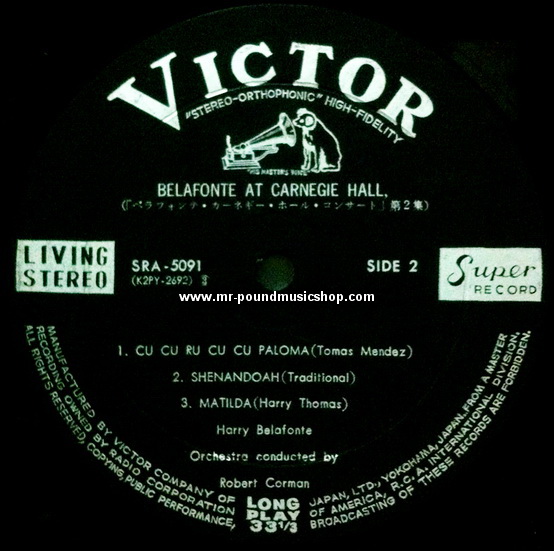 VICTOR
"STEREO-ORTHOPHONIC" HIGH-FIDELITY
"HIS MASTER'S VOICE"
BELAFONTE AT CARNEGIE HALL,
(「ベラフォンテ・カーネギー・ホール・コンサート」第2集)
LIVING
STEREO
SRA-5091
(K2PY-2692)
SIDE 2
Super
RECORD
www.mr-poundmusicshop.com
1. CU CU RU CU CU PALOMA (Tomas Mendez)
2. SHENANDOAH (Traditional)
3. MATILDA (Harry Thomas)
Harry Belafonte
Orchestra conducted by
Robert Corman
LONG
PLAY
33 1/3
MANUFACTURED BY VICTOR COMPANY OF JAPAN, LTD., YOKOHAMA, JAPAN, FROM A MASTER
RECORDING OWNED BY RADIO CORPORATION OF AMERICA, R.C.A. INTERNATIONAL DIVISION.
ALL RIGHTS RESERVED, COPYING, PUBLIC PERFORMANCE, BROADCASTING OF THESE RECORDS ARE FORBIDDEN.